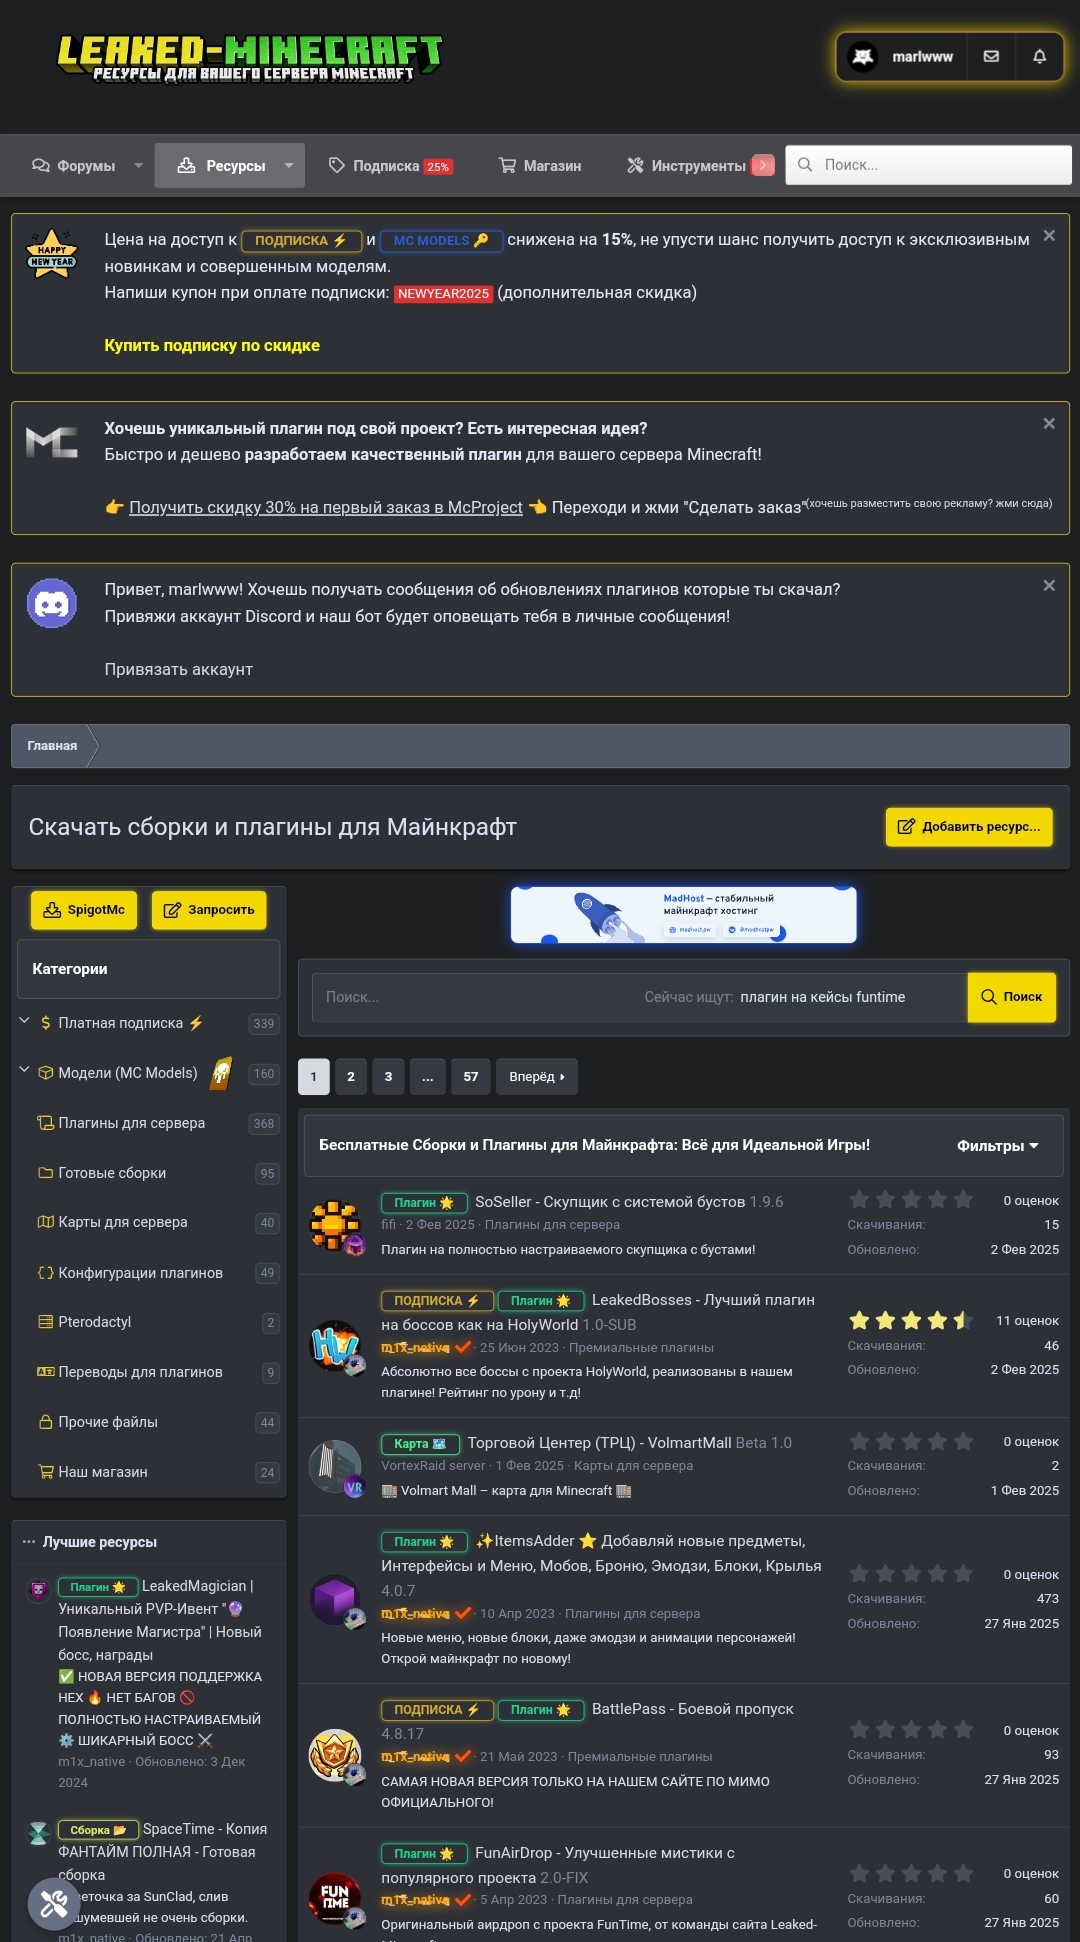 LEAKED-MINECRAFT
РЕСУРСЫ ДЛЯ ВАШЕГО СЕРВЕРА MINECRAFT
marlwww
Форумы
Ресурсы
Подписка 25%
Магазин
Инструменты
Поиск...
HAPPY
NEW YEAR
Цена на доступ к ПОДПИСКА ⚡ и MC MODELS 🔑 снижена на 15%, не упусти шанс получить доступ к эксклюзивным
новинкам и совершенным моделям.
Напиши купон при оплате подписки: NEWYEAR2025 (дополнительная скидка)
Купить подписку по скидке
MC
Хочешь уникальный плагин под свой проект? Есть интересная идея?
Быстро и дешево разработаем качественный плагин для вашего сервера Minecraft!
👉 Получить скидку 30% на первый заказ в McProject 👈 Переходи и жми "Сделать заказ"(хочешь разместить свою рекламу? жми сюда)
Привет, marlwww! Хочешь получать сообщения об обновлениях плагинов которые ты скачал?
Привяжи аккаунт Discord и наш бот будет оповещать тебя в личные сообщения!
Привязать аккаунт
Главная
Скачать сборки и плагины для Майнкрафт
Добавить ресурс...
SpigotMc
Запросить
Категории
Платная подписка ⚡ 339
Модели (MC Models) 160
Плагины для сервера 368
Готовые сборки 95
Карты для сервера 40
Конфигурации плагинов 49
Pterodactyl 2
Переводы для плагинов 9
Прочие файлы 44
Наш магазин 24
··· Лучшие ресурсы
Плагин 🌟 LeakedMagician |
Уникальный PVP-Ивент "🔮
Появление Магистра" | Новый
босс, награды
✅ НОВАЯ ВЕРСИЯ ПОДДЕРЖКА
HEX 🔥 НЕТ БАГОВ 🚫
ПОЛНОСТЬЮ НАСТРАИВАЕМЫЙ
⚙️ ШИКАРНЫЙ БОСС ⚔️
m1x_native · Обновлено: 3 Дек
2024
Сборка 📂 SpaceTime - Копия
ФАНТАЙМ ПОЛНАЯ - Готовая
сборка
за SunClad, слив
не очень сборки.
m1x_native · Обновлено: 21 Апр
MadHost — стабильный
майнкрафт хостинг
madhost.pw
@madhostpw
Поиск...
Сейчас ищут: плагин на кейсы funtime
Поиск
1 2 3 ... 57 Вперёд
Бесплатные Сборки и Плагины для Майнкрафта: Всё для Идеальной Игры!
Фильтры
Плагин 🌟 SoSeller - Скупщик с системой бустов 1.9.6
fifi · 2 Фев 2025 · Плагины для сервера
Плагин на полностью настраиваемого скупщика с бустами!
0 оценок
Скачивания: 15
Обновлено: 2 Фев 2025
ПОДПИСКА ⚡ Плагин 🌟 LeakedBosses - Лучший плагин
на боссов как на HolyWorld 1.0-SUB
m1x_native · 25 Июн 2023 · Премиальные плагины
Абсолютно все боссы с проекта HolyWorld, реализованы в нашем
плагине! Рейтинг по урону и т.д!
11 оценок
Скачивания: 46
Обновлено: 2 Фев 2025
HW
Карта 🗺️ Торговой Центер (ТРЦ) - VolmartMall Beta 1.0
VortexRaid server · 1 Фев 2025 · Карты для сервера
🏬 Volmart Mall – карта для Minecraft 🏬
0 оценок
Скачивания: 2
Обновлено: 1 Фев 2025
VR
Плагин 🌟 ✨ItemsAdder ⭐ Добавляй новые предметы,
Интерфейсы и Меню, Мобов, Броню, Эмодзи, Блоки, Крылья
4.0.7
m1x_native · 10 Апр 2023 · Плагины для сервера
Новые меню, новые блоки, даже эмодзи и анимации персонажей!
Открой майнкрафт по новому!
0 оценок
Скачивания: 473
Обновлено: 27 Янв 2025
ПОДПИСКА ⚡ Плагин 🌟 BattlePass - Боевой пропуск
4.8.17
m1x_native · 21 Май 2023 · Премиальные плагины
САМАЯ НОВАЯ ВЕРСИЯ ТОЛЬКО НА НАШЕМ САЙТЕ ПО МИМО
ОФИЦИАЛЬНОГО!
0 оценок
Скачивания: 93
Обновлено: 27 Янв 2025
Плагин 🌟 FunAirDrop - Улучшенные мистики с
популярного проекта 2.0-FIX
m1x_native · 5 Апр 2023 · Плагины для сервера
Оригинальный аирдроп с проекта FunTime, от команды сайта Leaked-
0 оценок
Скачивания: 60
Обновлено: 27 Янв 2025
FUN
TIME